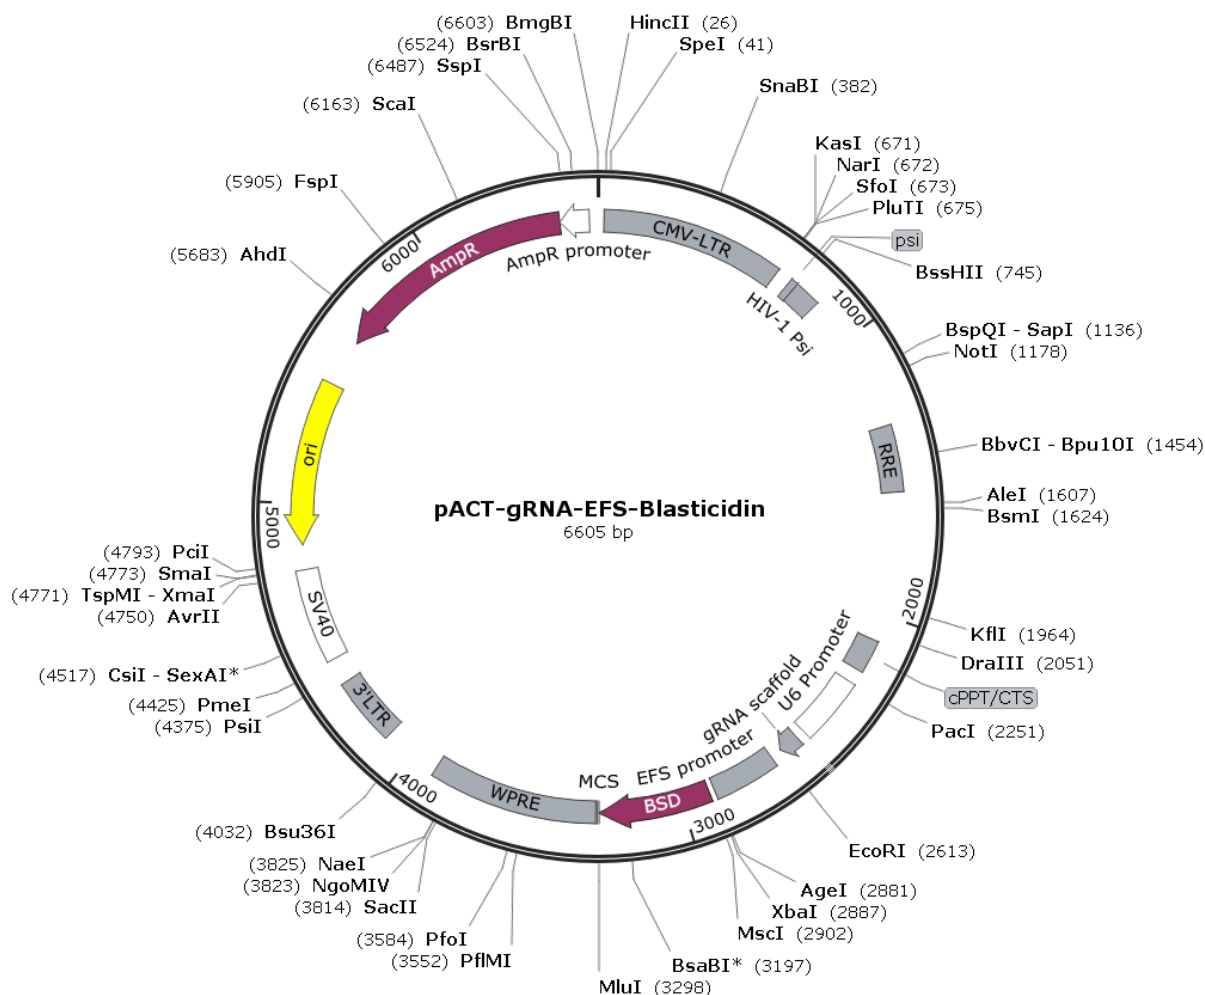 (6603) BmgBI
(6524) BsrBI
(6487) SspI
(6163) ScaI
(5905) FspI
(5683) AhdI
HincII (26)
SpeI (41)
SnaBI (382)
KasI (671)
NarI (672)
SfoI (673)
PluTI (675)
psi
BssHII (745)
BspQI - SapI (1136)
NotI (1178)
BbvCI - Bpu10I (1454)
AleI (1607)
BsmI (1624)
KflI (1964)
DraIII (2051)
cPPT/CTS
PacI (2251)
EcoRI (2613)
AgeI (2881)
XbaI (2887)
MscI (2902)
BsaBI* (3197)
MluI (3298)
(3552) PflMI
(3584) PfoI
(3814) SacII
(3823) NgoMIV
(3825) NaeI
(4032) Bsu36I
(4375) PsiI
(4425) PmeI
(4517) CsiI - SexAI*
(4750) AvrII
(4771) TspMI - XmaI
(4773) SmaI
(4793) PciI
CMV-LTR
HIV-1 Psi
RRE
U6 Promoter
gRNA scaffold
EFS promoter
BSD
MCS
WPRE
3'LTR
SV40
ori
AmpR
AmpR promoter
1000
2000
3000
4000
5000
6000
pACT-gRNA-EFS-Blasticidin
6605 bp